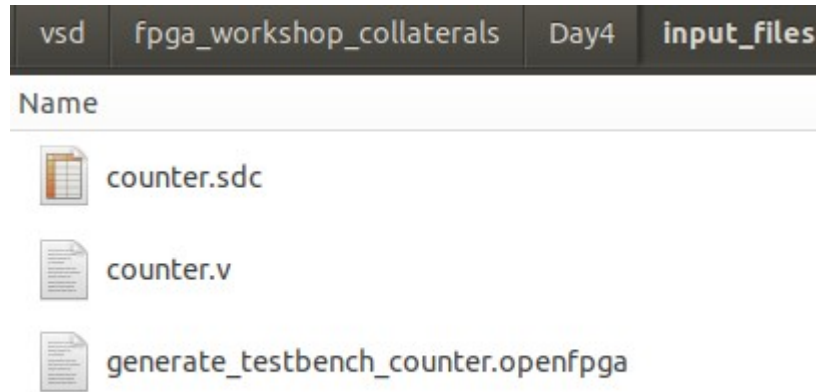 vsd fpga_workshop_collaterals Day4 input_files
Name
counter.sdc
counter.v
generate_testbench_counter.openfpga